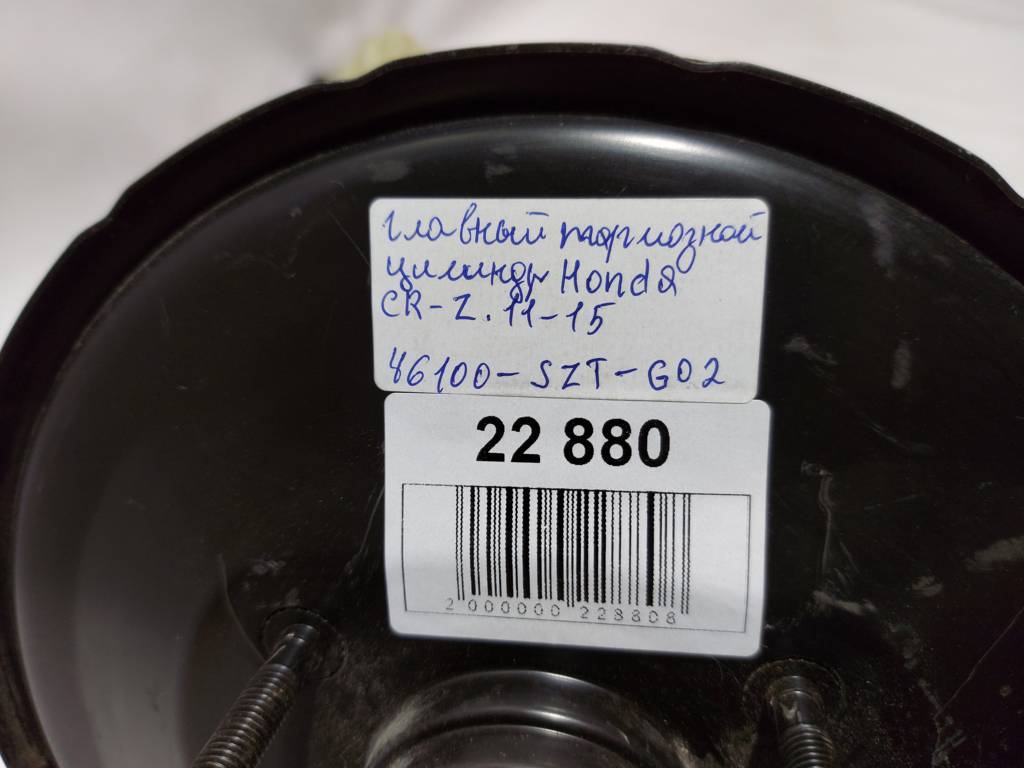 главный тормозной
цилиндр Honda
CR-Z. 11-15
46100-SZT-G02
22 880
2 000000 228808